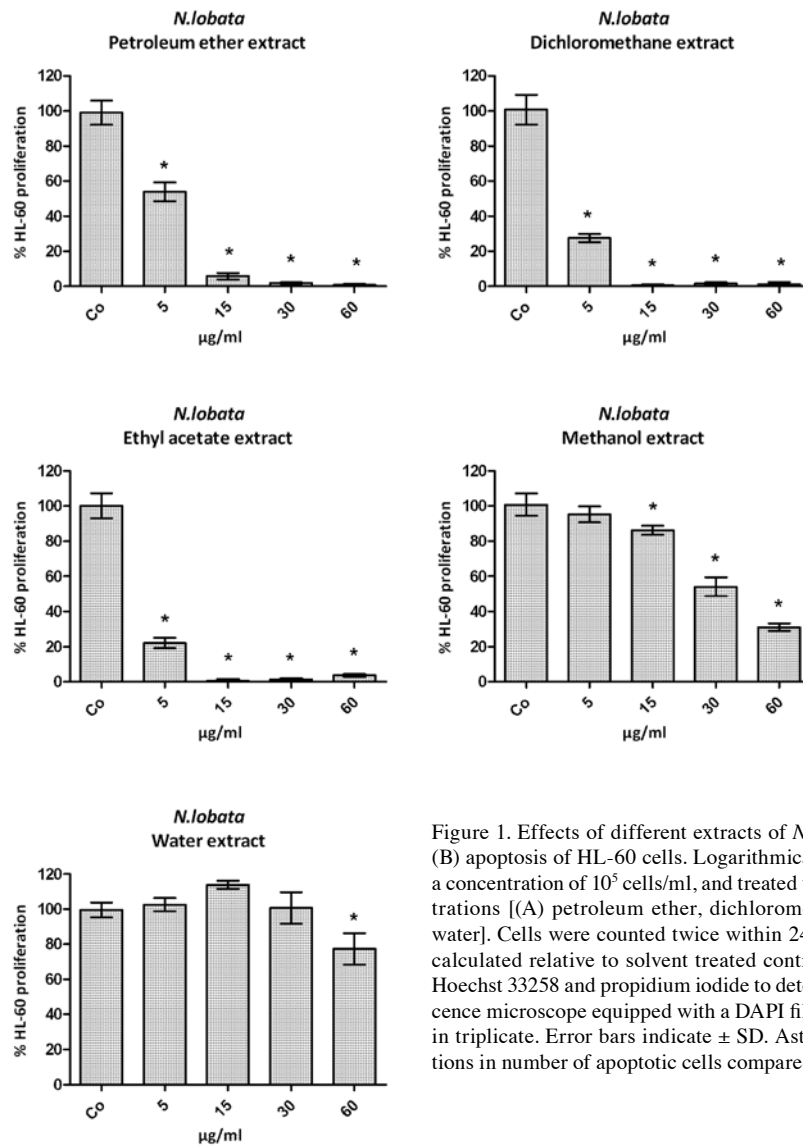 N.lobata
Petroleum ether extract
% HL-60 proliferation
120
100
80
60
40
20
0
*
*
*
*
Co
5
15
30
60
µg/ml
N.lobata
Dichloromethane extract
% HL-60 proliferation
120
100
80
60
40
20
0
*
*
*
*
Co
5
15
30
60
µg/ml
N.lobata
Ethyl acetate extract
% HL-60 proliferation
120
100
80
60
40
20
0
*
*
*
*
Co
5
15
30
60
µg/ml
N.lobata
Methanol extract
% HL-60 proliferation
120
100
80
60
40
20
0
*
*
*
Co
5
15
30
60
µg/ml
N.lobata
Water extract
% HL-60 proliferation
120
100
80
60
40
20
0
*
Co
5
15
30
60
µg/ml
Figure 1. Effects of different extracts of N
(B) apoptosis of HL-60 cells. Logarithmica
a concentration of 10⁵ cells/ml, and treated
trations [(A) petroleum ether, dichlorom
water]. Cells were counted twice within 24
calculated relative to solvent treated conti
Hoechst 33258 and propidium iodide to dete
cence microscope equipped with a DAPI fil
in triplicate. Error bars indicate ± SD. Ast
tions in number of apoptotic cells compare